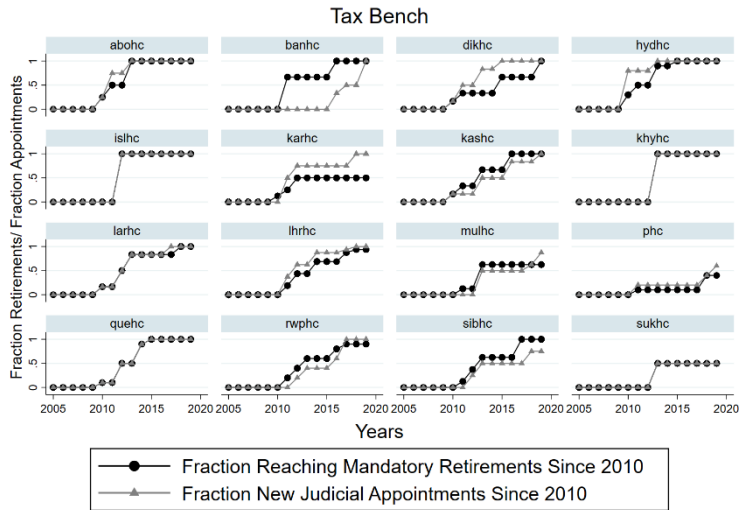 Tax Bench
abohc
banhc
dikhc
hydhc
islhc
karhc
kashc
khyhc
larhc
lhrhc
mulhc
phc
quehc
rwphc
sibhc
sukhc
Fraction Retirements/ Fraction Appointments
1
.5
0
1
.5
0
1
.5
0
1
.5
0
2005 2010 2015 2020
2005 2010 2015 2020
2005 2010 2015 2020
2005 2010 2015 2020
Years
Fraction Reaching Mandatory Retirements Since 2010
Fraction New Judicial Appointments Since 2010